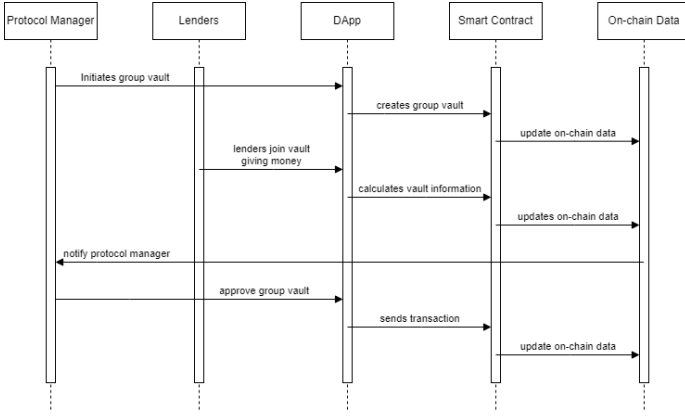 Protocol Manager
Lenders
DApp
Smart Contract
On-chain Data
Initiates group vault
creates group vault
update on-chain data
lenders join vault
giving money
calculates vault information
updates on-chain data
notify protocol manager
approve group vault
sends transaction
update on-chain data